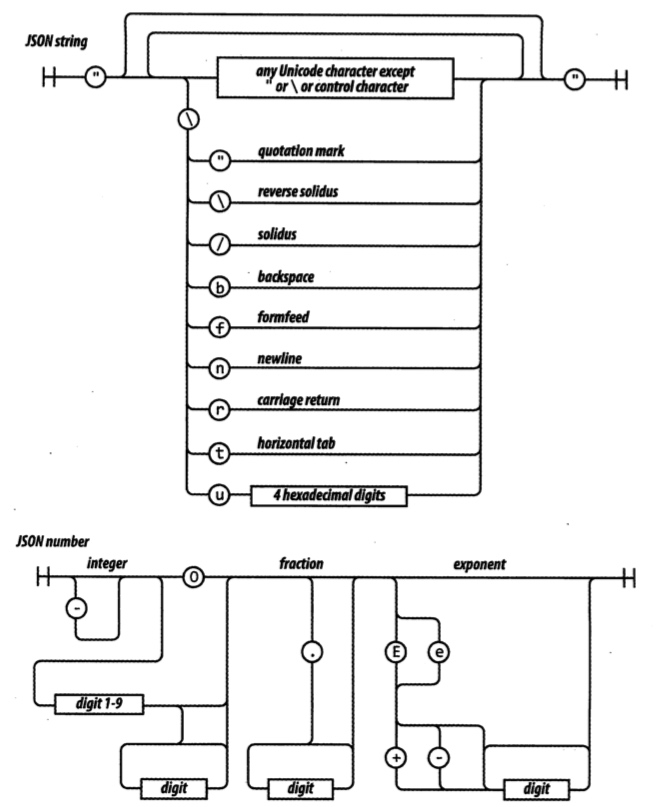 JSON string
"
any Unicode character except
" or \ or control character
"
\
" quotation mark
\ reverse solidus
/ solidus
b backspace
f formfeed
n newline
r carriage return
t horizontal tab
u 4 hexadecimal digits
JSON number
integer
fraction
exponent
0
-
.
E
e
digit 1-9
+
-
digit
digit
digit